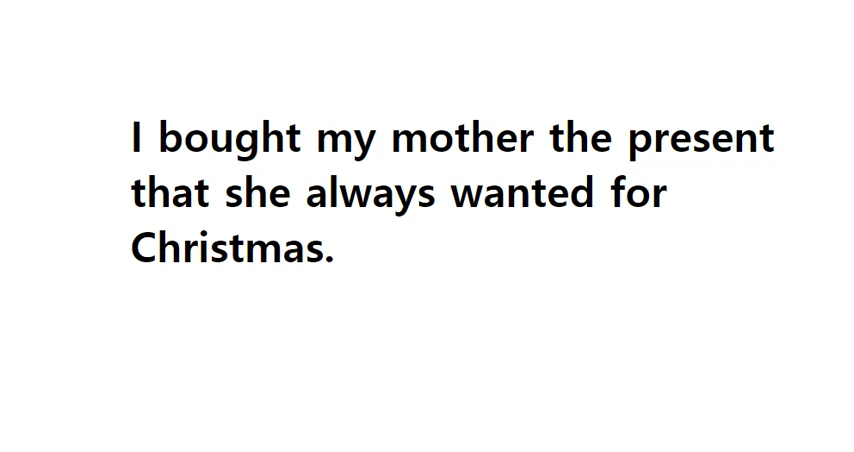 I bought my mother the present
that she always wanted for
Christmas.